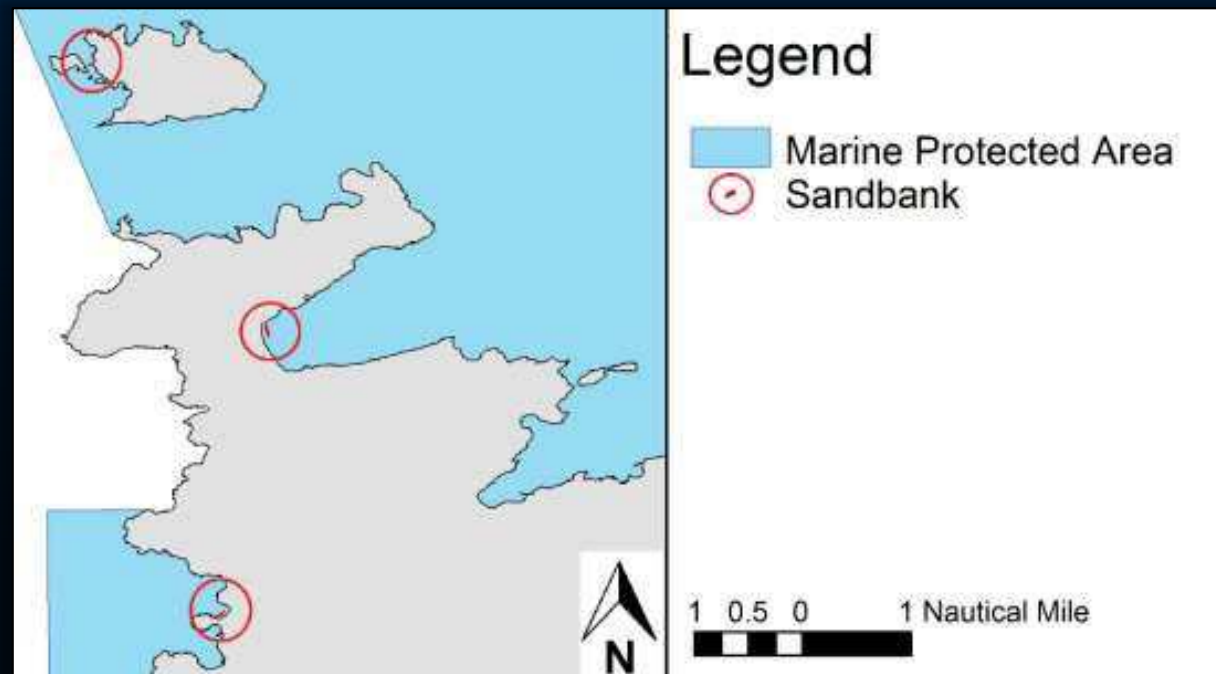 Legend
Marine Protected Area
Sandbank
1 0.5 0 1 Nautical Mile
N